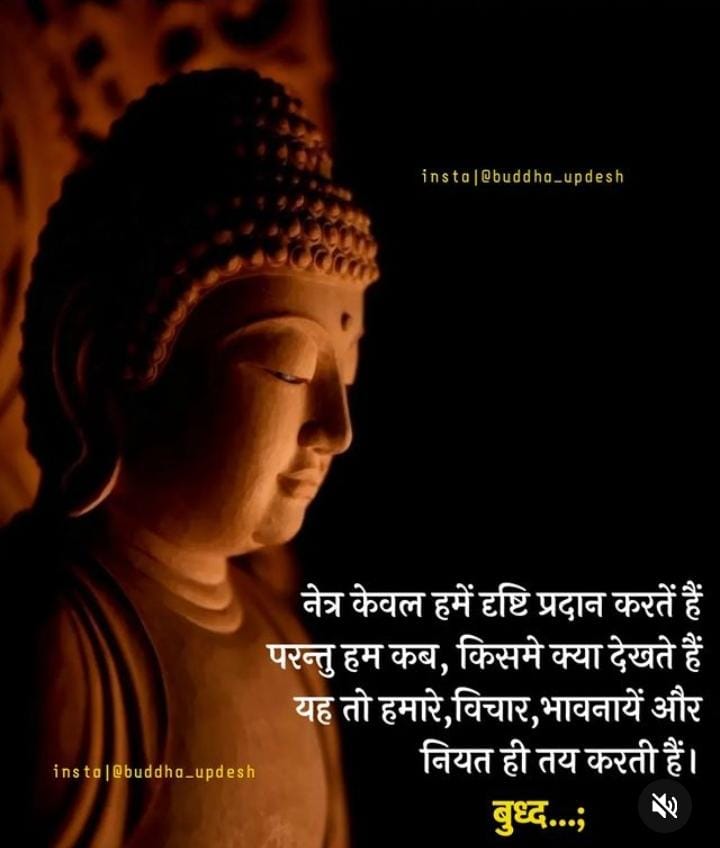 insta|@buddha_updesh
नेत्र केवल हमें दृष्टि प्रदान करतें हैं
परन्तु हम कब, किसमे क्या देखते हैं
यह तो हमारे,विचार,भावनायें और
नियत ही तय करती हैं।
insta|@buddha_updesh
बुध्द...;